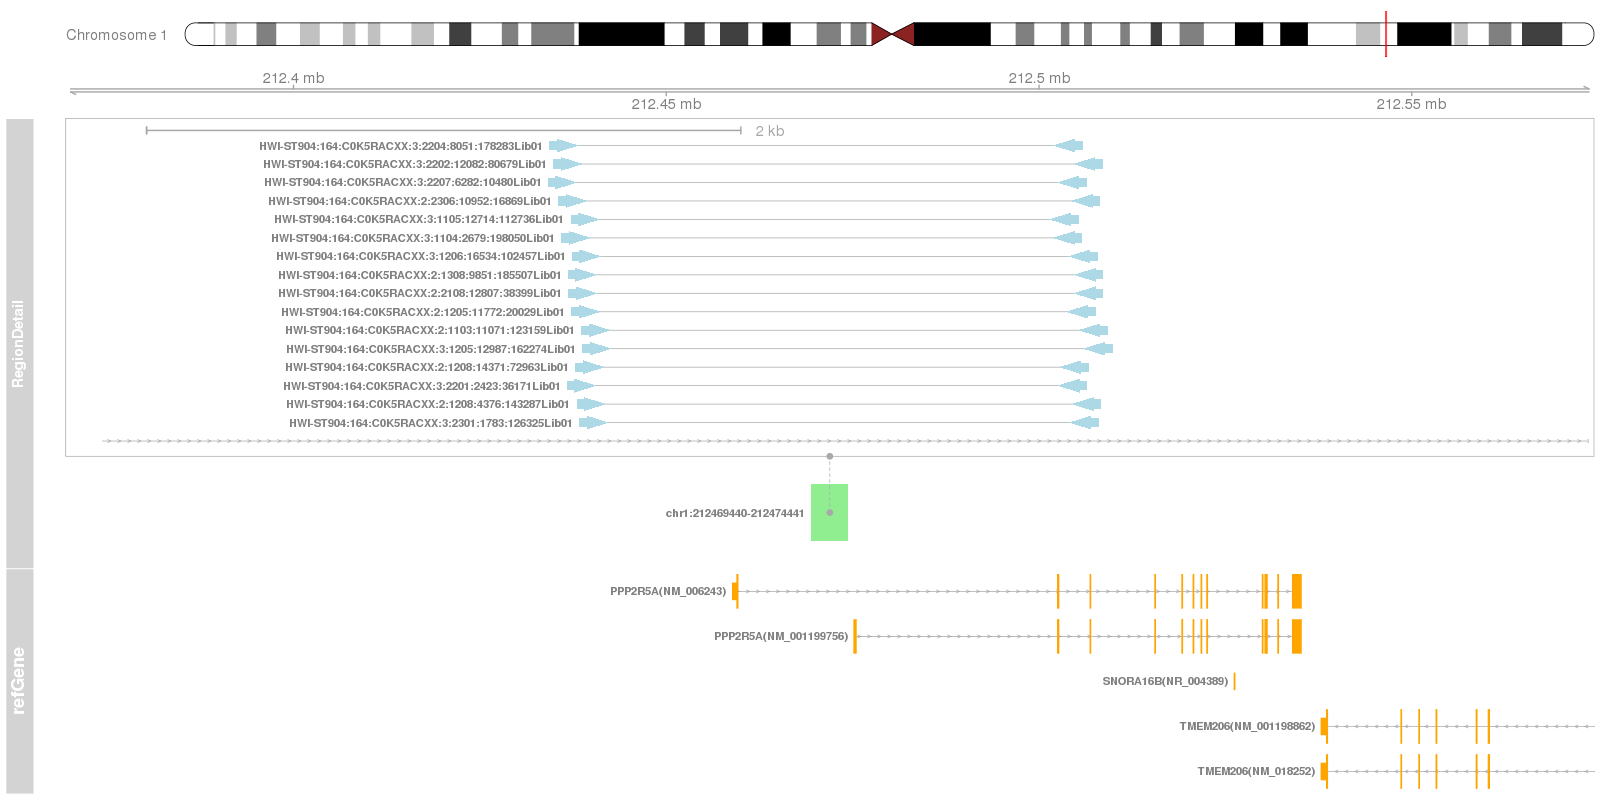 Chromosome 1
212.4 mb
212.5 mb
212.45 mb
212.55 mb
RegionDetail
2 kb
HWI-ST904:164:C0K5RACXX:3:2204:8051:178283Lib01
HWI-ST904:164:C0K5RACXX:3:2202:12082:80679Lib01
HWI-ST904:164:C0K5RACXX:3:2207:6282:10480Lib01
HWI-ST904:164:C0K5RACXX:2:2306:10952:16869Lib01
HWI-ST904:164:C0K5RACXX:3:1105:12714:112736Lib01
HWI-ST904:164:C0K5RACXX:3:1104:2679:198050Lib01
HWI-ST904:164:C0K5RACXX:3:1206:16534:102457Lib01
HWI-ST904:164:C0K5RACXX:2:1308:9851:185507Lib01
HWI-ST904:164:C0K5RACXX:2:2108:12807:38399Lib01
HWI-ST904:164:C0K5RACXX:2:1205:11772:20029Lib01
HWI-ST904:164:C0K5RACXX:2:1103:11071:123159Lib01
HWI-ST904:164:C0K5RACXX:3:1205:12987:162274Lib01
HWI-ST904:164:C0K5RACXX:2:1208:14371:72963Lib01
HWI-ST904:164:C0K5RACXX:3:2201:2423:36171Lib01
HWI-ST904:164:C0K5RACXX:2:1208:4376:143287Lib01
HWI-ST904:164:C0K5RACXX:3:2301:1783:126325Lib01
chr1:212469440-212474441
refGene
PPP2R5A(NM_006243)
PPP2R5A(NM_001199756)
SNORA16B(NR_004389)
TMEM206(NM_001198862)
TMEM206(NM_018252)